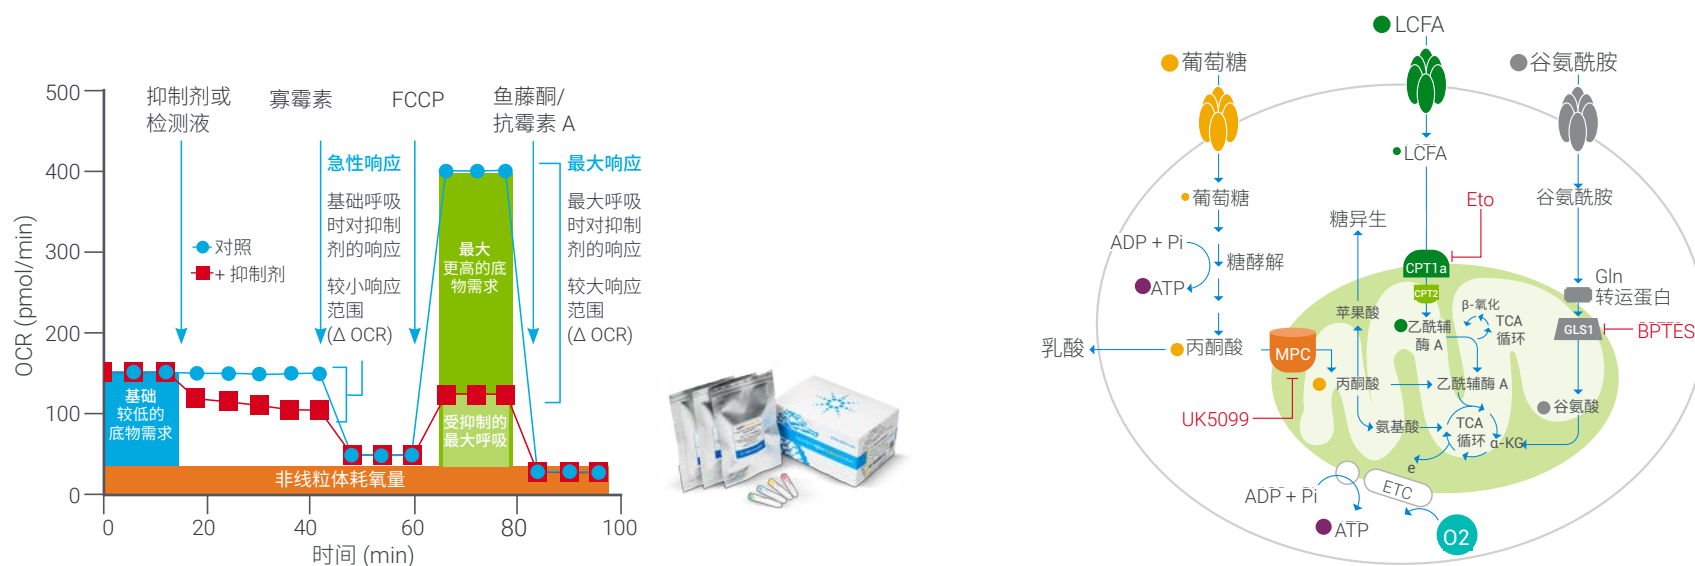 500
400
300
200
100
0
OCR (pmol/min)
0
20
40
60
80
100
时间 (min)
抑制剂或
检测液
寡霉素
FCCP
鱼藤酮/
抗霉素 A
对照
+ 抑制剂
急性响应
基础呼吸
时对抑制
剂的响应
较小响应
范围
(Δ OCR)
最大响应
最大呼吸
时对抑制
剂的响应
较大响应
范围
(Δ OCR)
基础
较低的
底物需求
最大
更高的底
物需求
受抑制的
最大呼吸
非线粒体耗氧量
LCFA
葡萄糖
谷氨酰胺
LCFA
葡萄糖
谷氨酰胺
Eto
糖异生
ADP + Pi
糖酵解
ATP
CPT1a
CPT2
Gln
转运蛋白
β-氧化
TCA
循环
苹果酸
乙酰辅
酶 A
GLS1
BPTES
乳酸
丙酮酸
MPC
丙酮酸
乙酰辅酶 A
谷氨酸
UK5099
氨基酸
TCA
循环
α-KG
e
ETC
ADP + Pi
ATP
O2